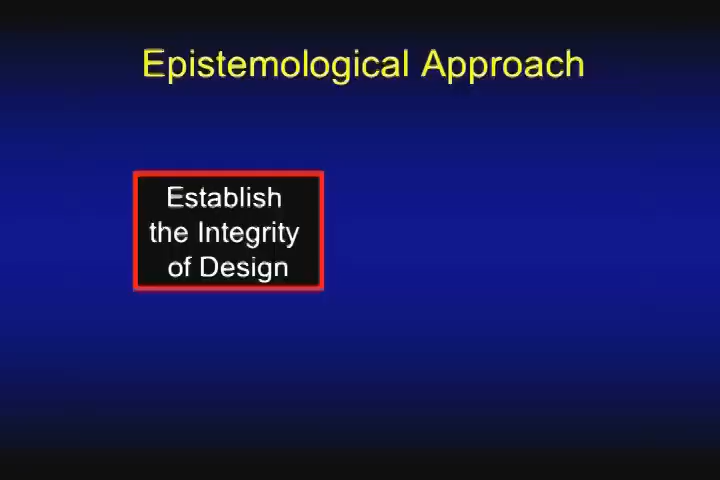 Epistemological Approach
Establish
the Integrity
of Design